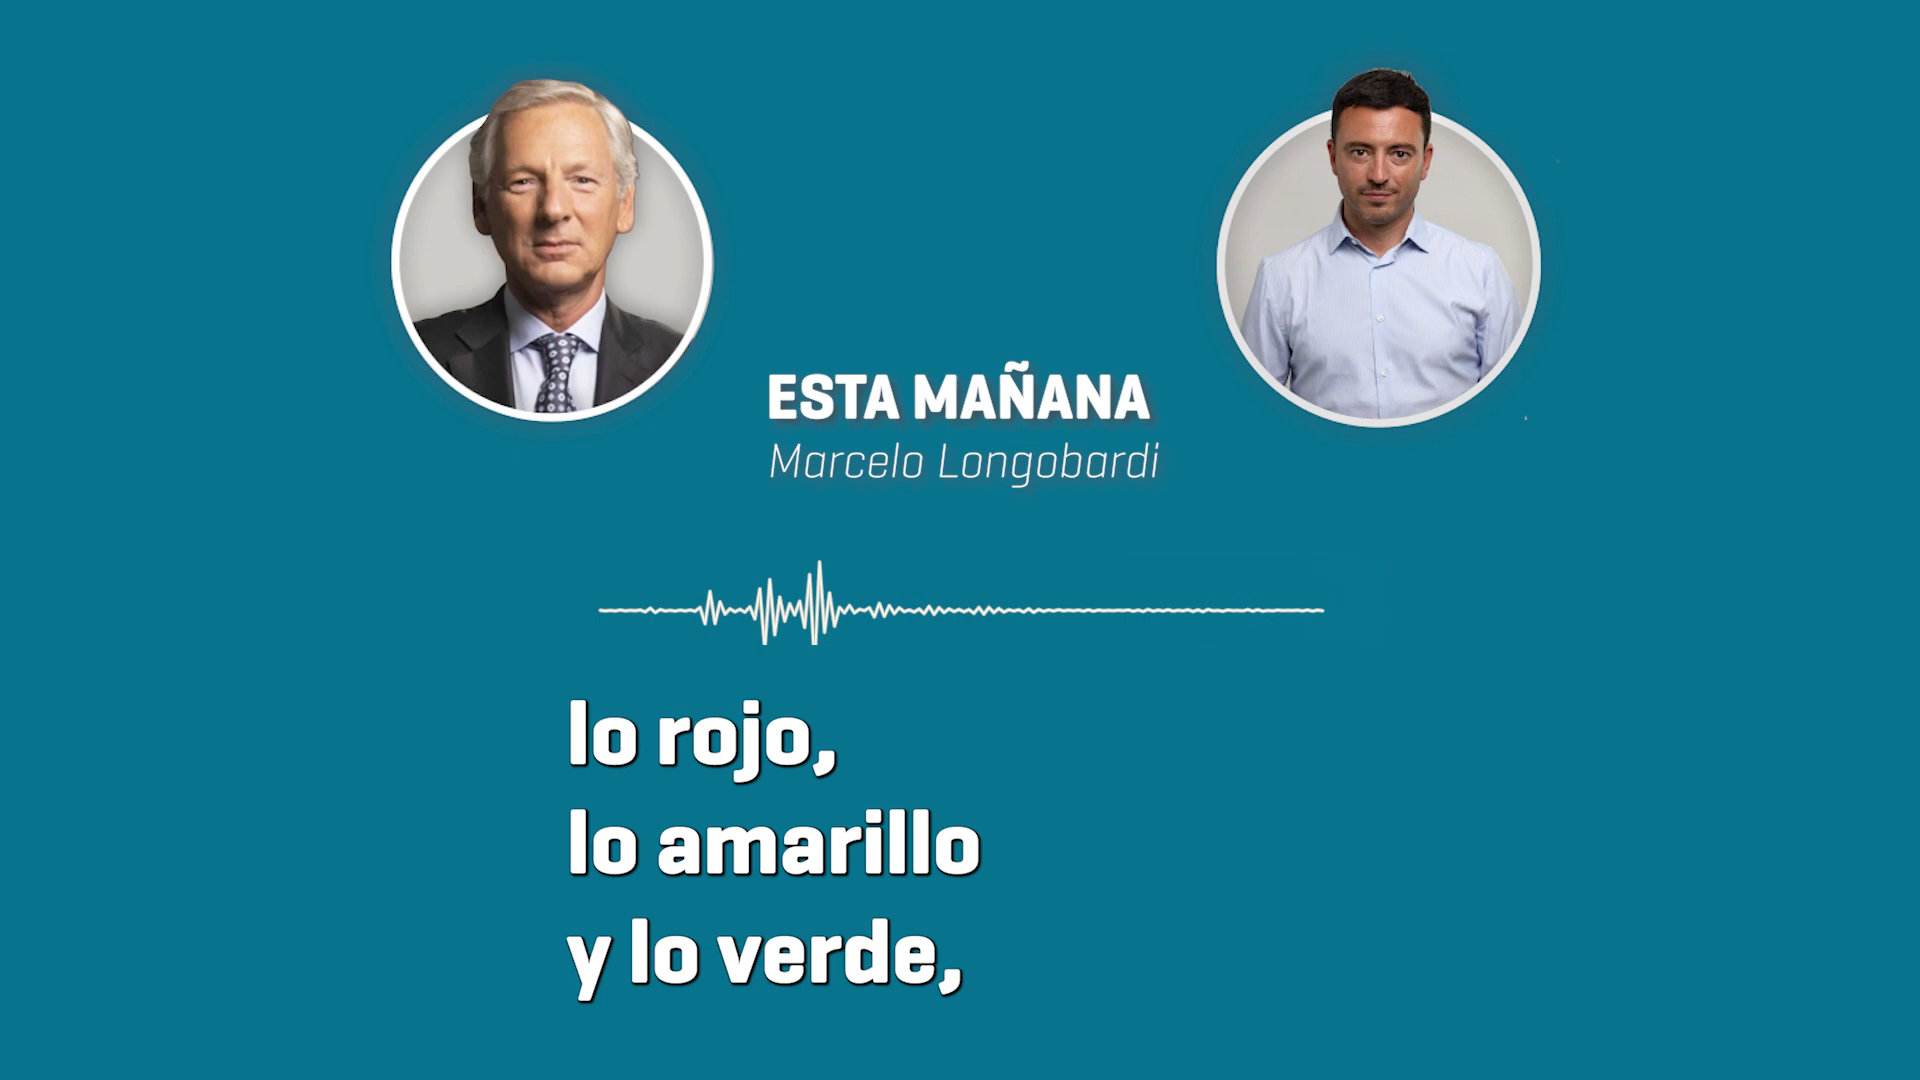 ESTA MAÑANA
Marcelo Longobardi
lo rojo,
lo amarillo
y lo verde,